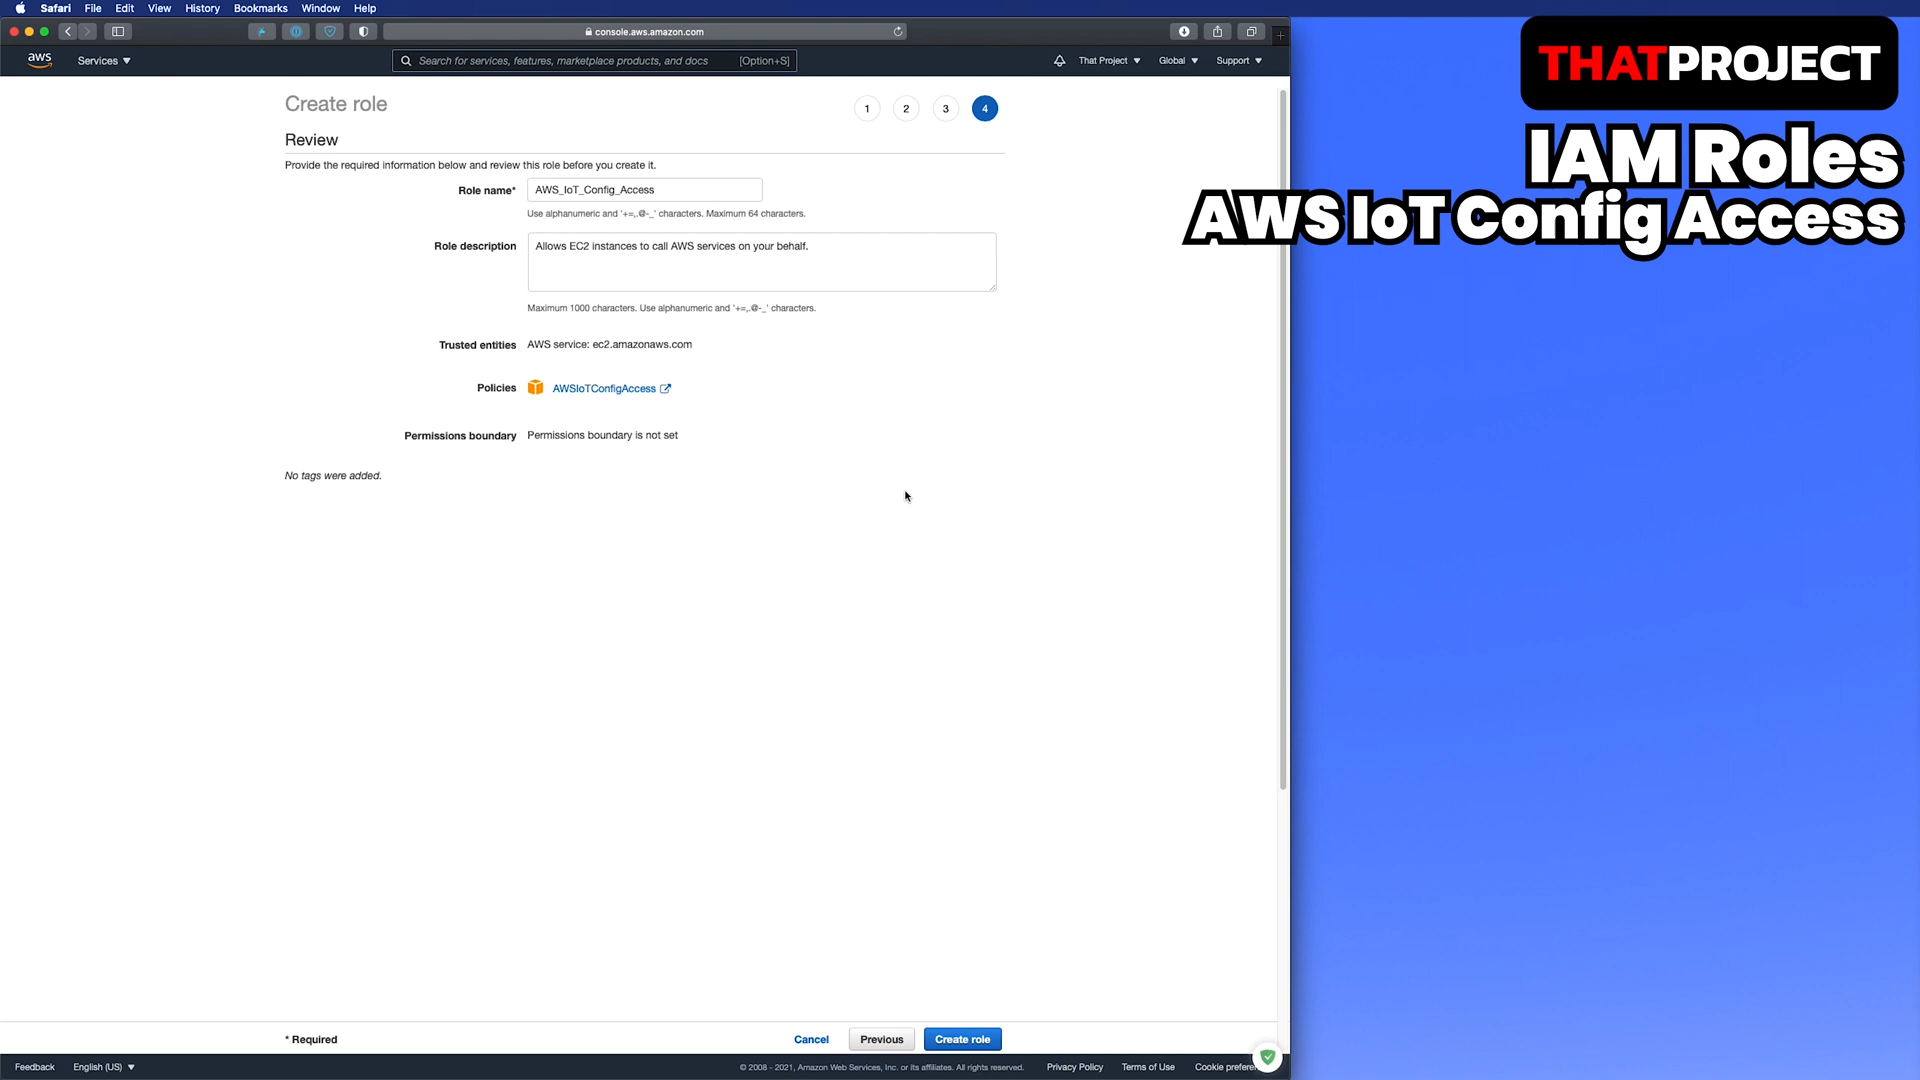 Safari File Edit View History Bookmarks Window Help
console.aws.amazon.com
aws Services Search for services, features, marketplace products, and docs [Option+S] That Project Global Support
THATPROJECT
IAM Roles
AWS IoT Config Access
Create role
1 2 3 4
Review
Provide the required information below and review this role before you create it.
Role name* AWS_IoT_Config_Access
Use alphanumeric and '+=,.@-_' characters. Maximum 64 characters.
Role description Allows EC2 instances to call AWS services on your behalf.
Maximum 1000 characters. Use alphanumeric and '+=,.@-_' characters.
Trusted entities AWS service: ec2.amazonaws.com
Policies AWSIoTConfigAccess
Permissions boundary Permissions boundary is not set
No tags were added.
* Required Cancel Previous Create role
Feedback English (US) © 2008 - 2021, Amazon Web Services, Inc. or its affiliates. All rights reserved. Privacy Policy Terms of Use Cookie